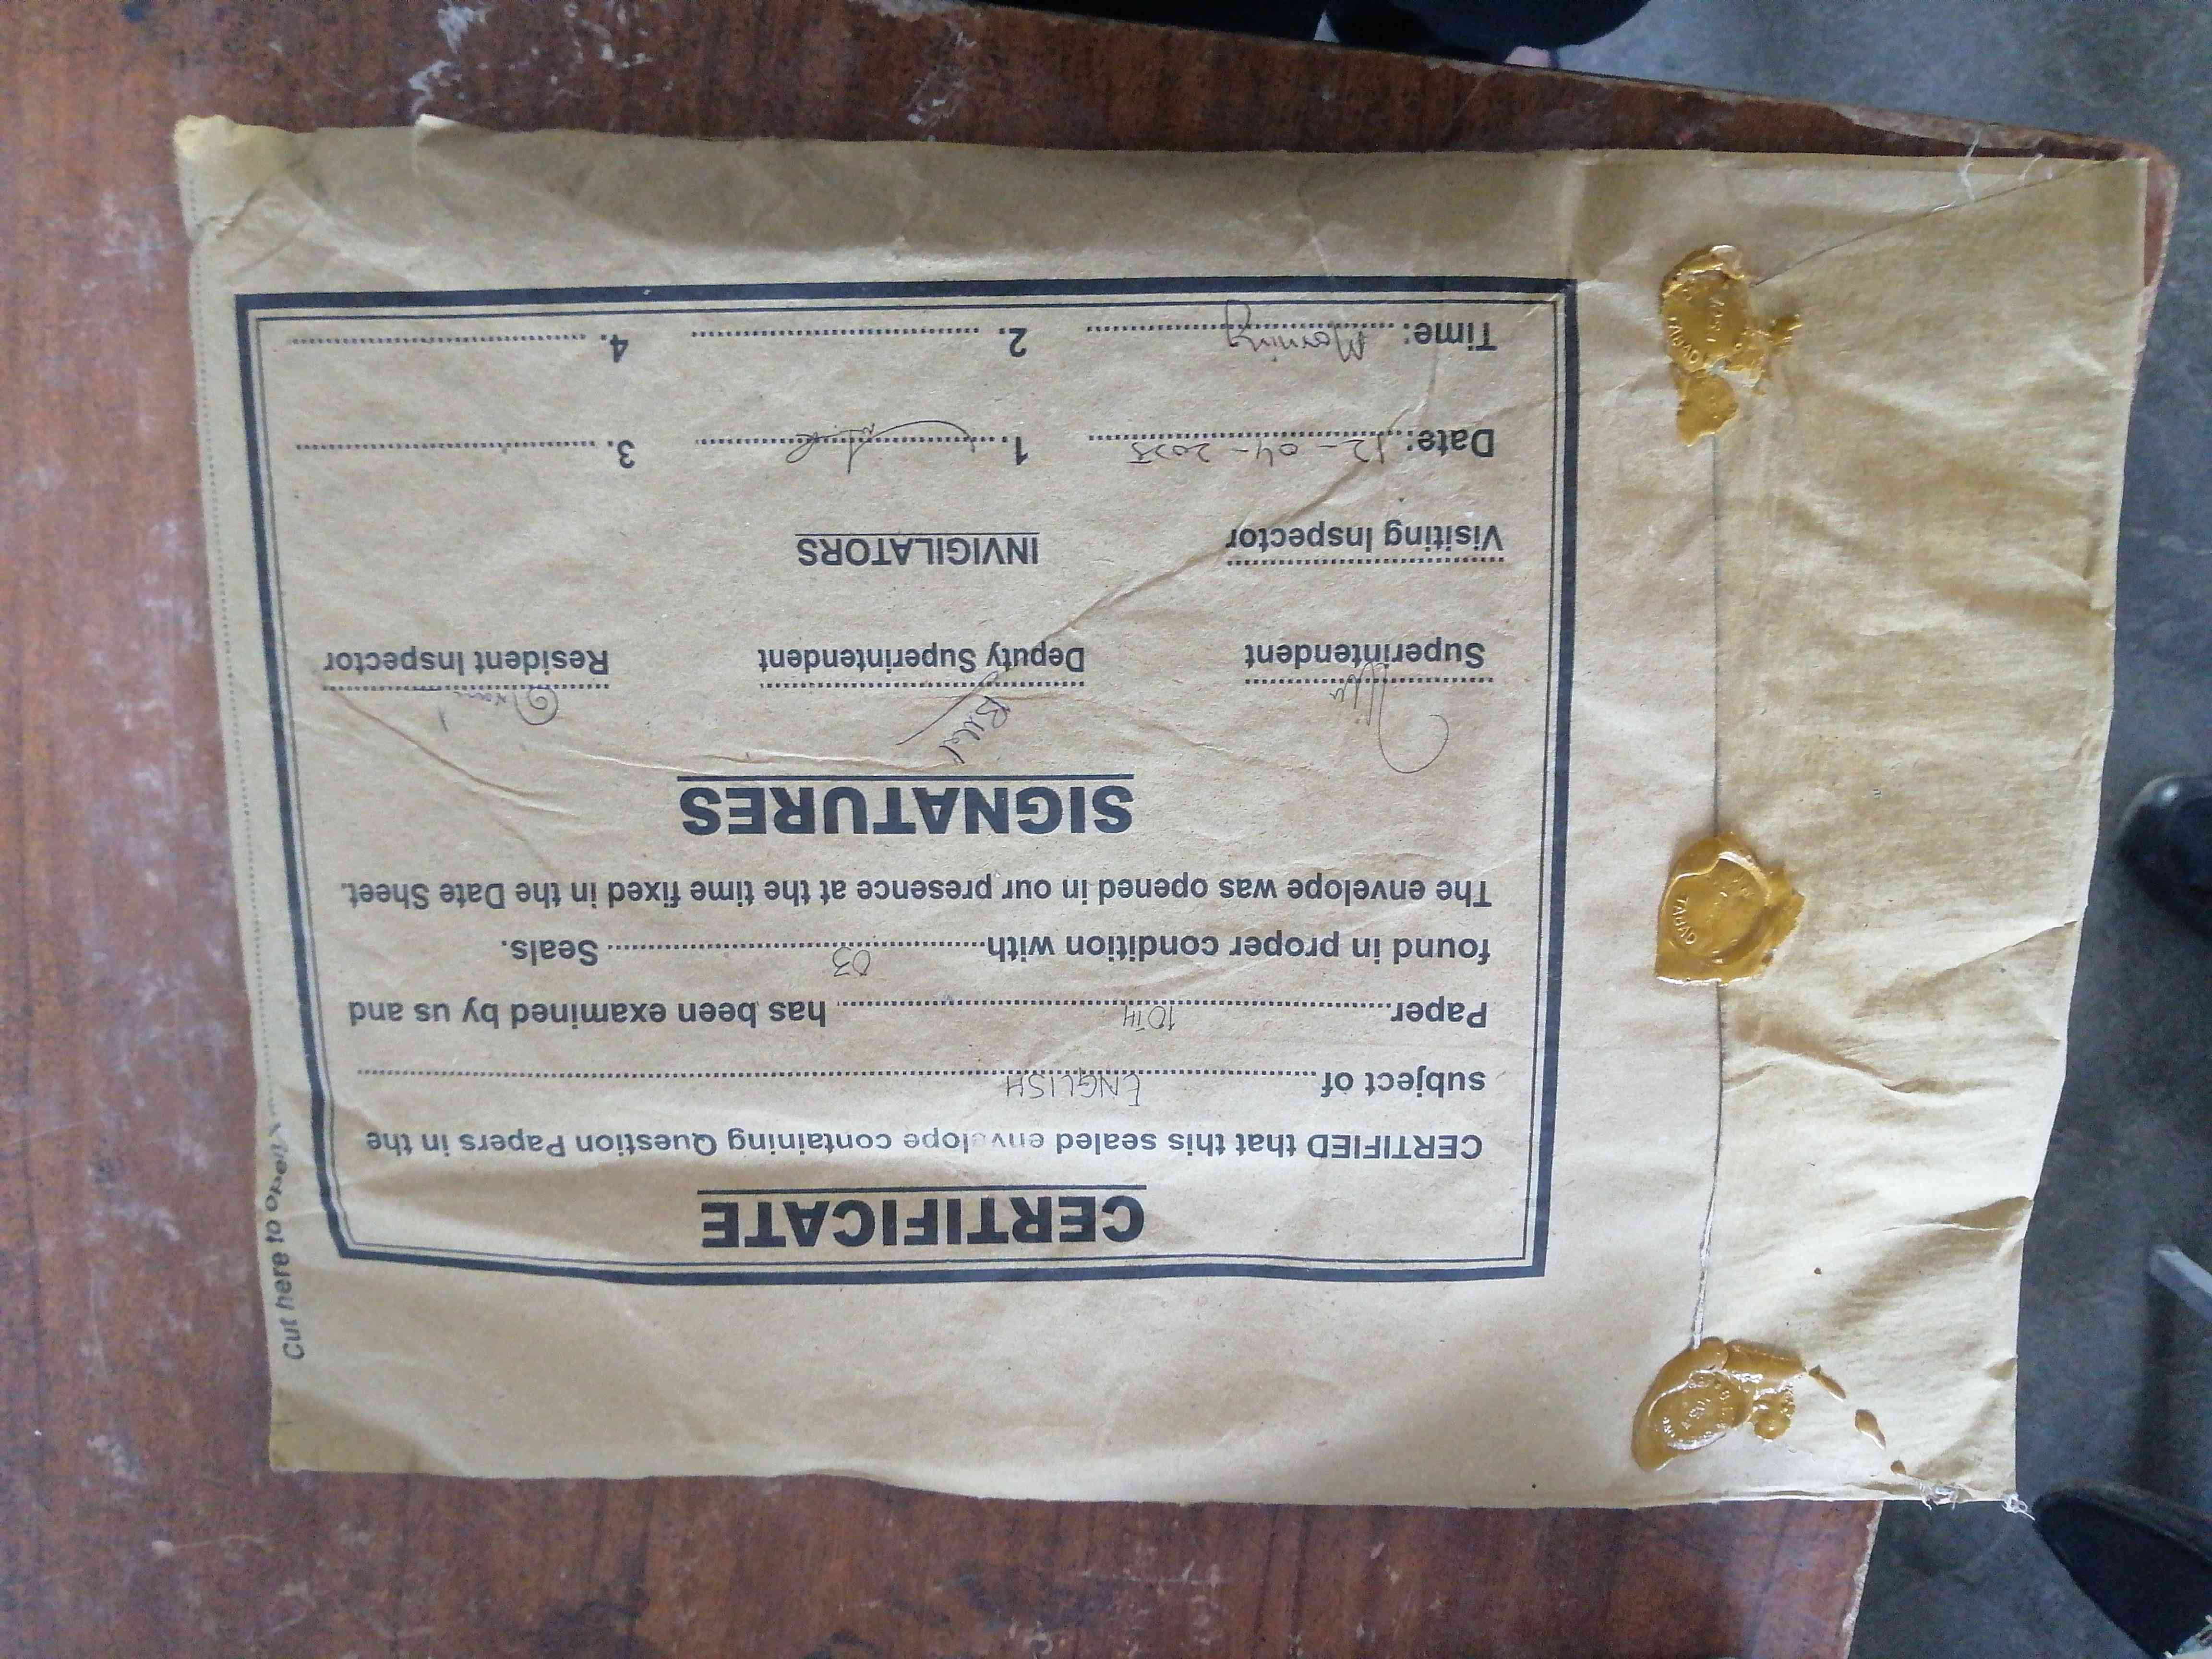 CERTIFICATE
CERTIFIED that this sealed envelope containing Question Papers in the
subject of ENGLISH
Paper 10TH has been examined by us and
found in proper condition with 03 Seals.
The envelope was opened in our presence at the time fixed in the Date Sheet.
SIGNATURES
Superintendent Deputy Superintendent Resident Inspector
Visiting Inspector INVIGILATORS
Date: 12-04-2025 1. 3.
Time: Morning 2. 4.
Cut here to open